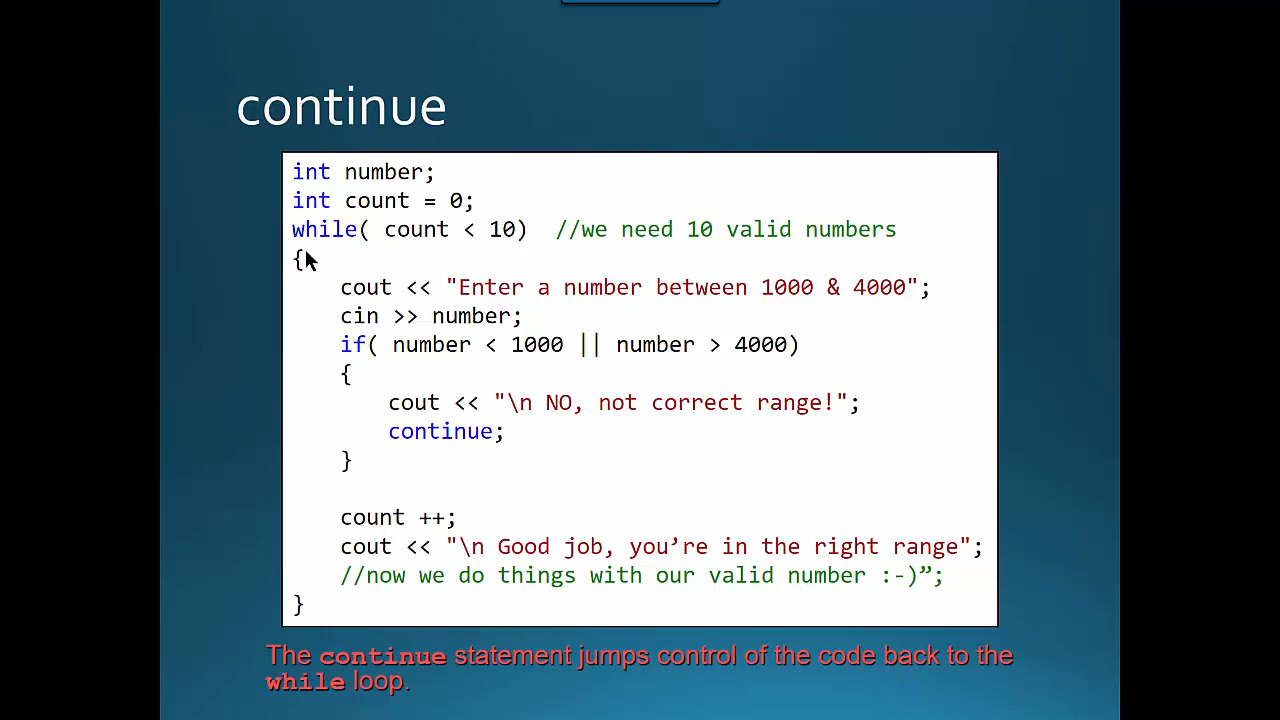 continue
int number;
int count = 0;
while( count < 10)  //we need 10 valid numbers
{
cout << "Enter a number between 1000 & 4000";
cin >> number;
if( number < 1000 || number > 4000)
{
cout << "\n NO, not correct range!";
continue;
}
count ++;
cout << "\n Good job, you’re in the right range";
//now we do things with our valid number :-)”;
}
The continue statement jumps control of the code back to the
while loop.